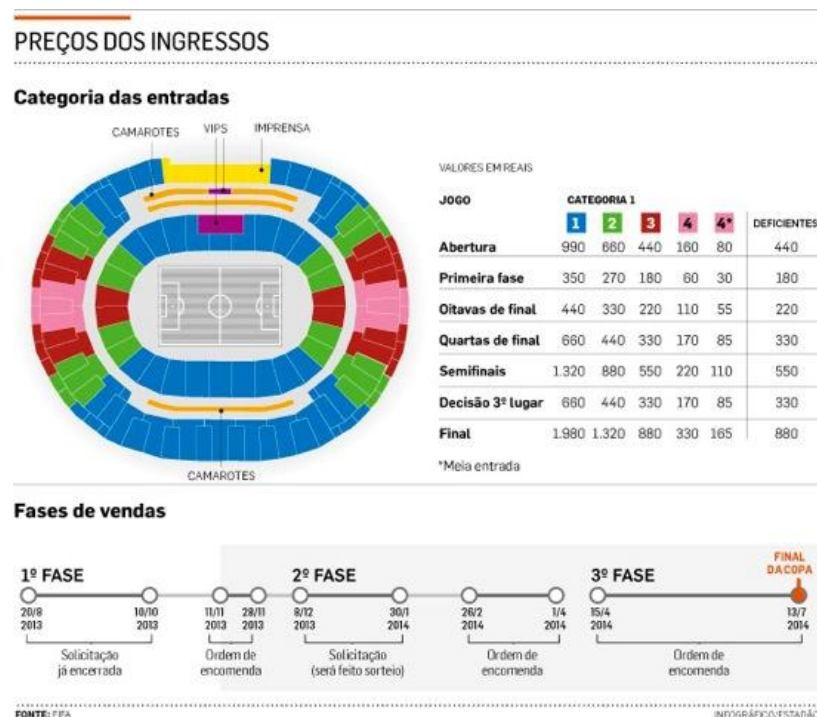 PREÇOS DOS INGRESSOS
Categoria das entradas
CAMAROTES VIPS IMPRENSA
CAMAROTES
VALORES EM REAIS
JOGO CATEGORIA 1
1 2 3 4 4* DEFICIENTES
Abertura 990 660 440 160 80 440
Primeira fase 350 270 180 60 30 180
Oitavas de final 440 330 220 110 55 220
Quartas de final 660 440 330 170 85 330
Semifinais 1.320 880 550 220 110 550
Decisão 3º lugar 660 440 330 170 85 330
Final 1.980 1.320 880 330 165 880
*Meia entrada
Fases de vendas
1º FASE 2º FASE 3º FASE
FINAL
DA COPA
20/8 10/10 11/11 28/11 8/12 30/1 26/2 1/4 15/4 13/7
2013 2013 2013 2013 2013 2014 2014 2014 2014 2014
Solicitação Ordem de Solicitação Ordem de Ordem de
já encerrada encomenda (será feito sorteio) encomenda encomenda
FONTE: FIFA INFOGRÁFICO/ESTADÃO